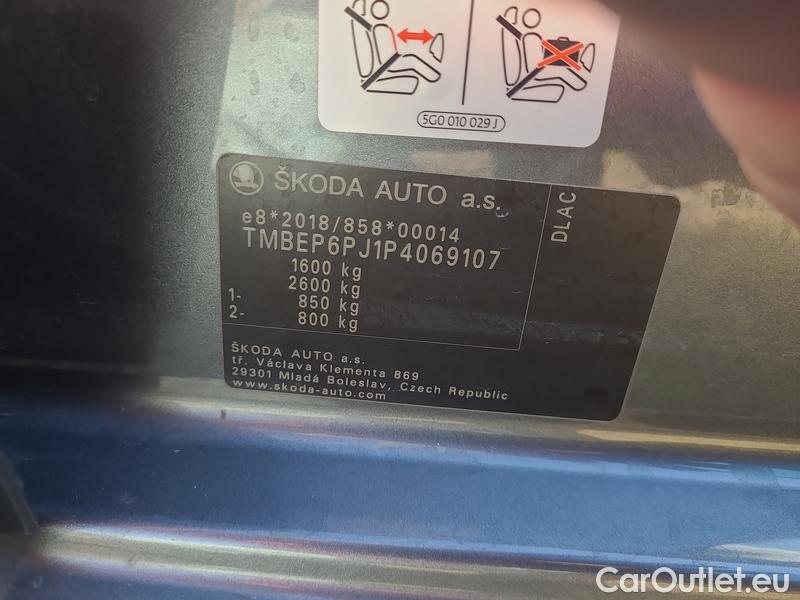 5G0 010 029 J
ŠKODA AUTO a.s.
DLAC
e8*2018/858*00014
TMBEP6PJ1P4069107
1600 kg
2600 kg
1- 850 kg
2- 800 kg
ŠKODA AUTO a.s.
tř. Václava Klementa 869
29301 Mladá Boleslav, Czech Republic
www.skoda-auto.com
CarOutlet.eu